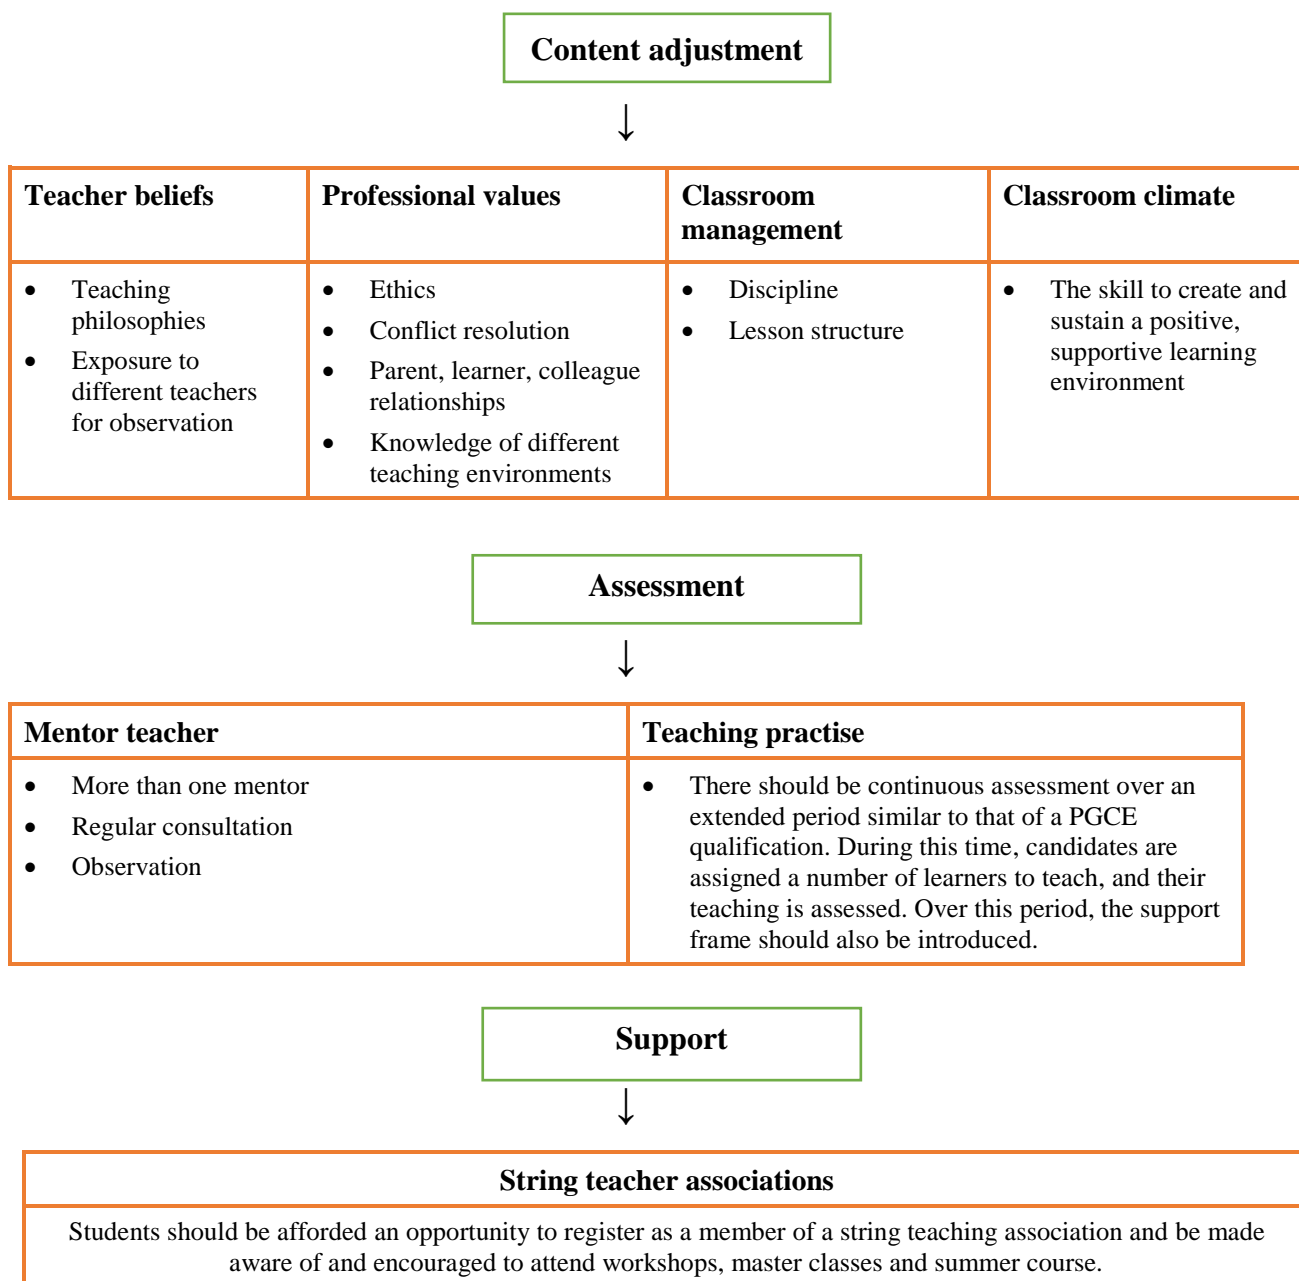 Content adjustment
↓
Teacher beliefs
Professional values
Classroom
management
Classroom climate
• Teaching
philosophies
• Exposure to
different teachers
for observation
• Ethics
• Conflict resolution
• Parent, learner, colleague
relationships
• Knowledge of different
teaching environments
• Discipline
• Lesson structure
• The skill to create and
sustain a positive,
supportive learning
environment
Assessment
↓
Mentor teacher
Teaching practise
• More than one mentor
• Regular consultation
• Observation
• There should be continuous assessment over an
extended period similar to that of a PGCE
qualification. During this time, candidates are
assigned a number of learners to teach, and their
teaching is assessed. Over this period, the support
frame should also be introduced.
Support
↓
String teacher associations
Students should be afforded an opportunity to register as a member of a string teaching association and be made
aware of and encouraged to attend workshops, master classes and summer course.